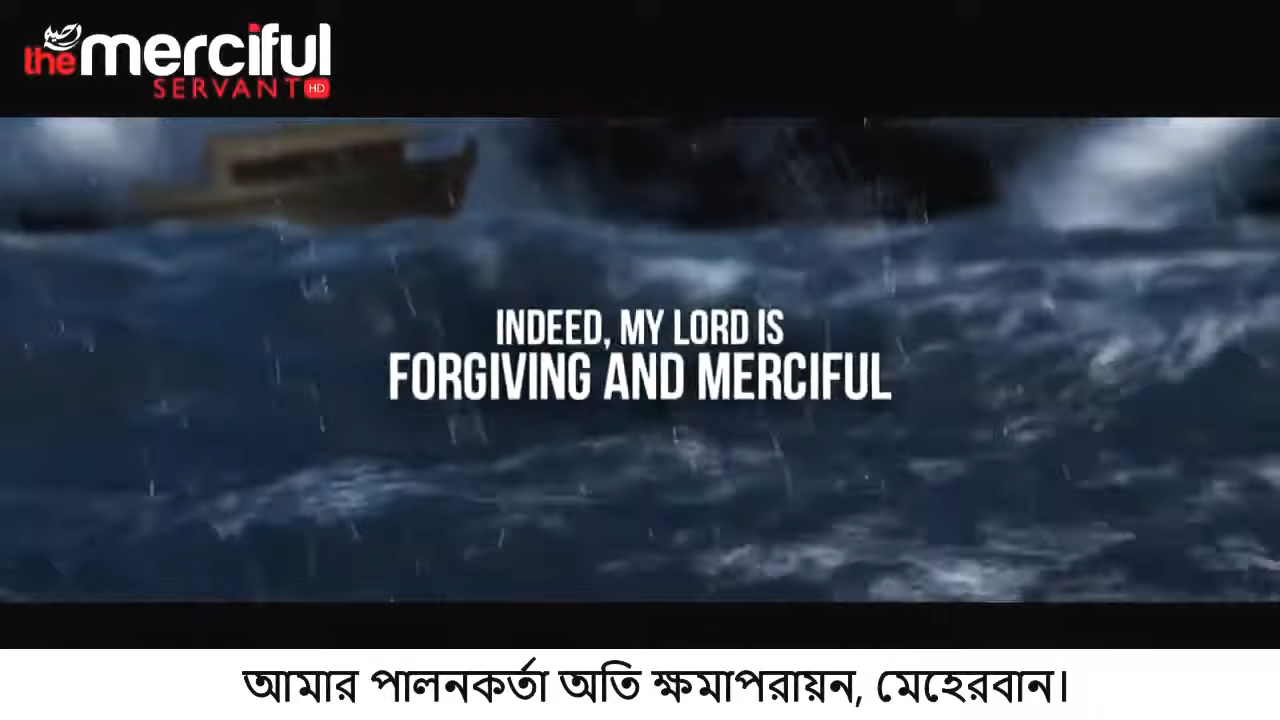 the merciful
SERVANT HD
INDEED, MY LORD IS
FORGIVING AND MERCIFUL
আমার পালনকর্তা অতি ক্ষমাপরায়ন, মেহেরবান।